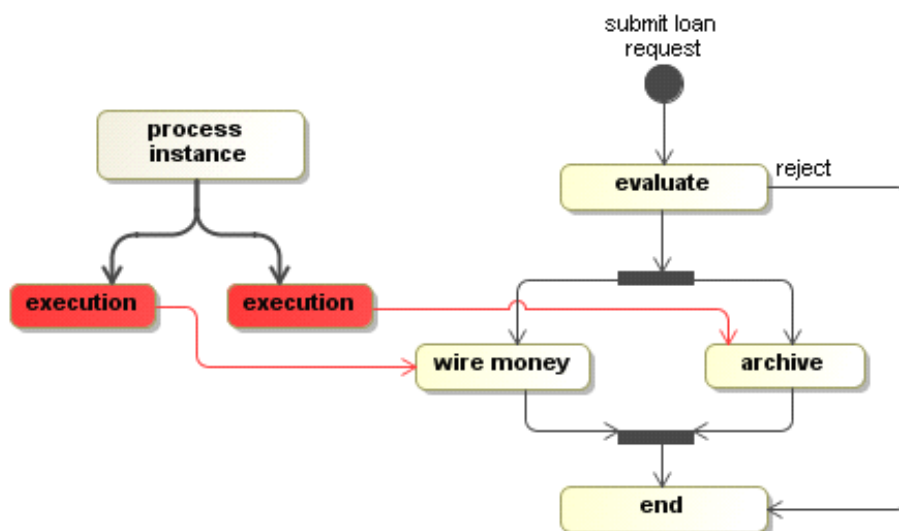 submit loan
request
process
instance
evaluate
reject
execution
execution
wire money
archive
end